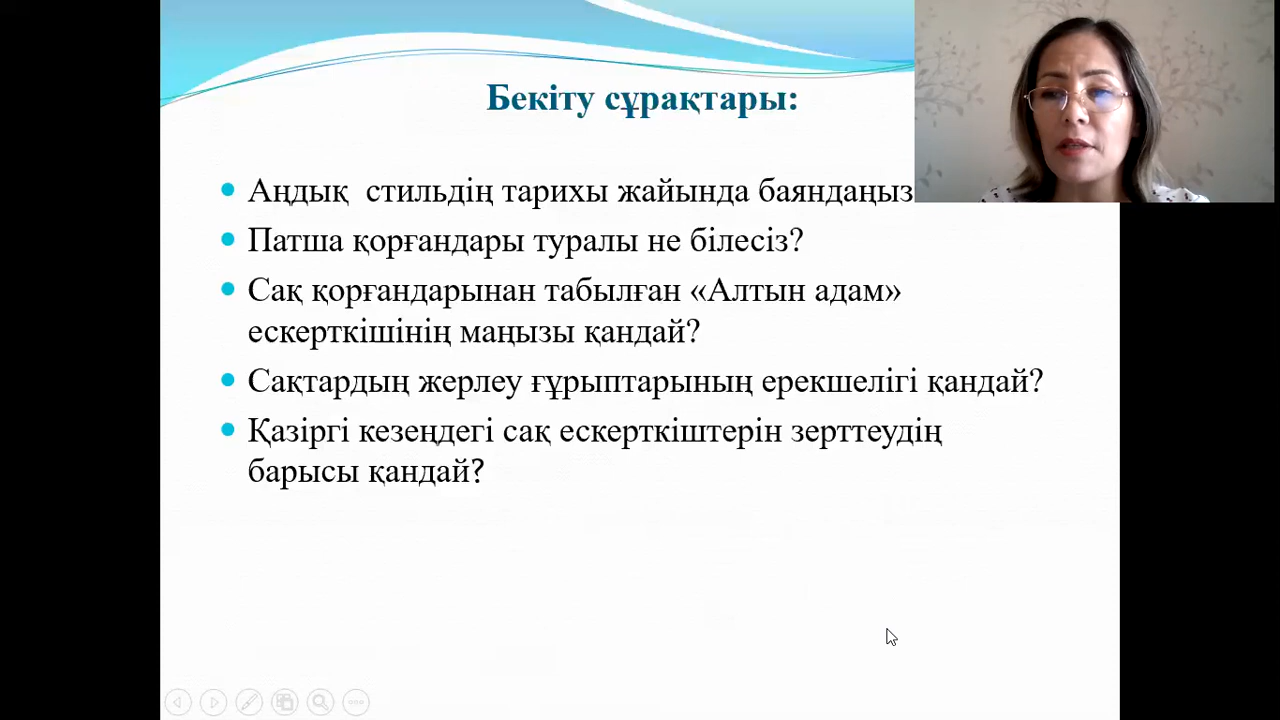 Бекіту сұрақтары:
Аңдық стильдің тарихы жайында баяндаңыз
Патша қорғандары туралы не білесіз?
Сақ қорғандарынан табылған «Алтын адам»
ескерткішінің маңызы қандай?
Сақтардың жерлеу ғұрыптарының ерекшелігі қандай?
Қазіргі кезеңдегі сақ ескерткіштерін зерттеудің
барысы қандай?